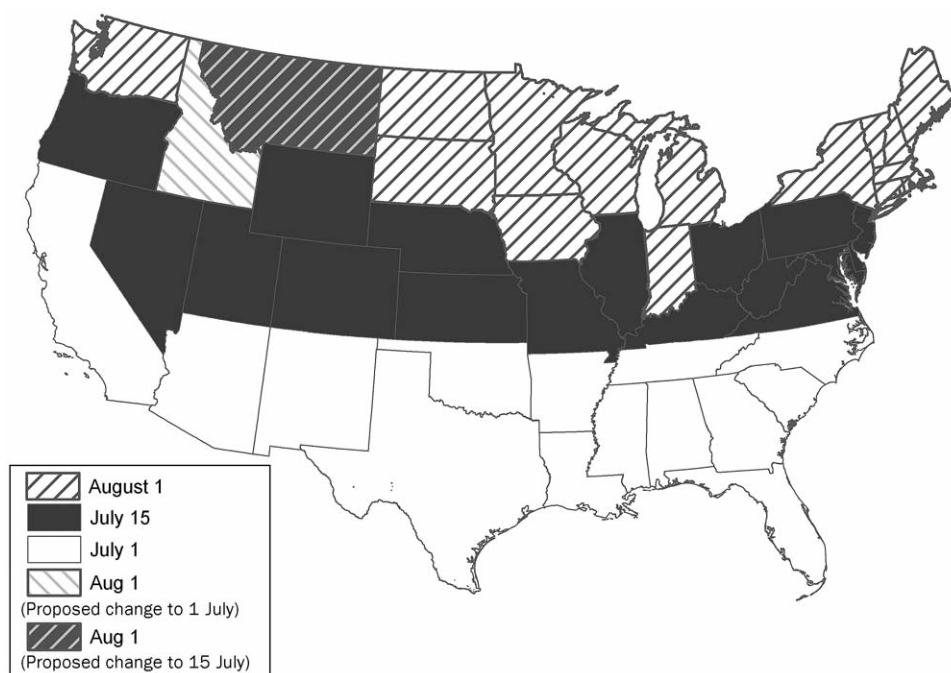 August 1
July 15
July 1
Aug 1
(Proposed change to 1 July)
Aug 1
(Proposed change to 15 July)